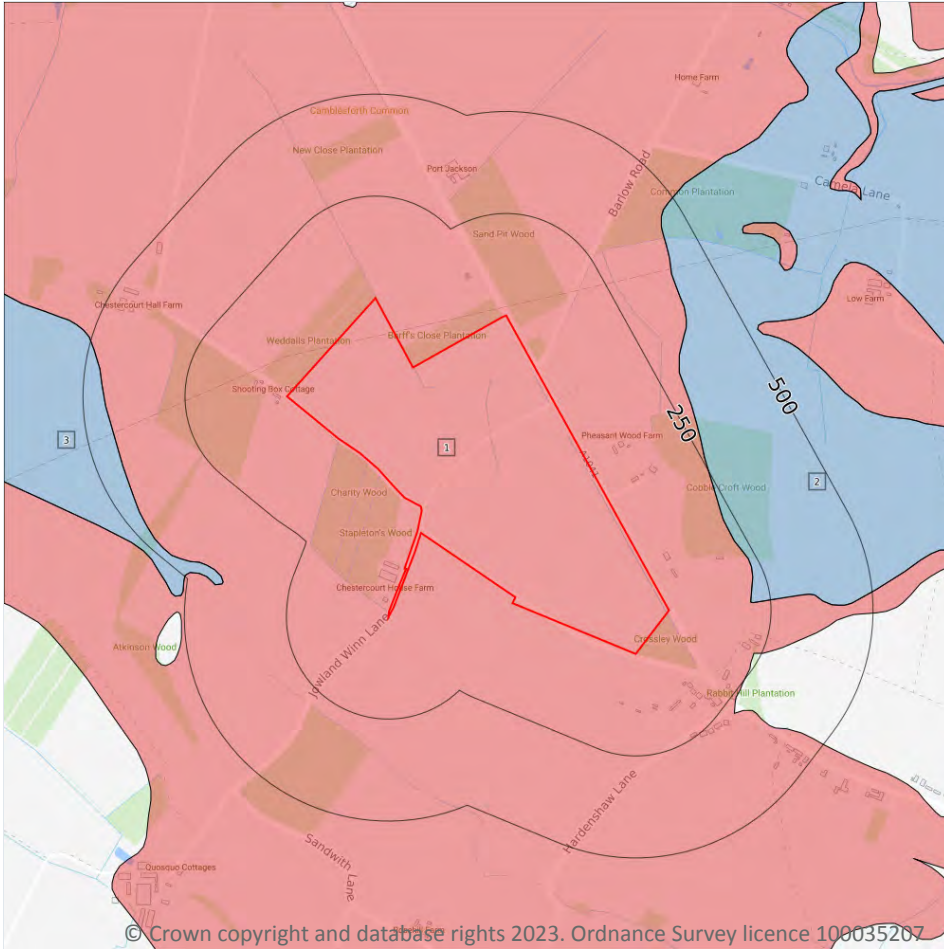 Home Farm
Camblesforth Common
New Close Plantation
Barlow Road
Port Jackson
Camela Lane
Common Plantation
Sand Pit Wood
Chestercourt Hall Farm
Low Farm
Weddalls Plantation
Barff's Close Plantation
Shooting Box Cottage
500
250
3
1
Pheasant Wood Farm
A1041
2
Cobble Croft Wood
Charity Wood
Stapleton's Wood
Chestercourt House Farm
Jowland Winn Lane
Crossley Wood
Atkinson Wood
Rabbit Hill Plantation
Hardenshaw Lane
Sandwith Lane
Quosquo Cottages
© Crown copyright and database rights 2023. Ordnance Survey licence 100035207